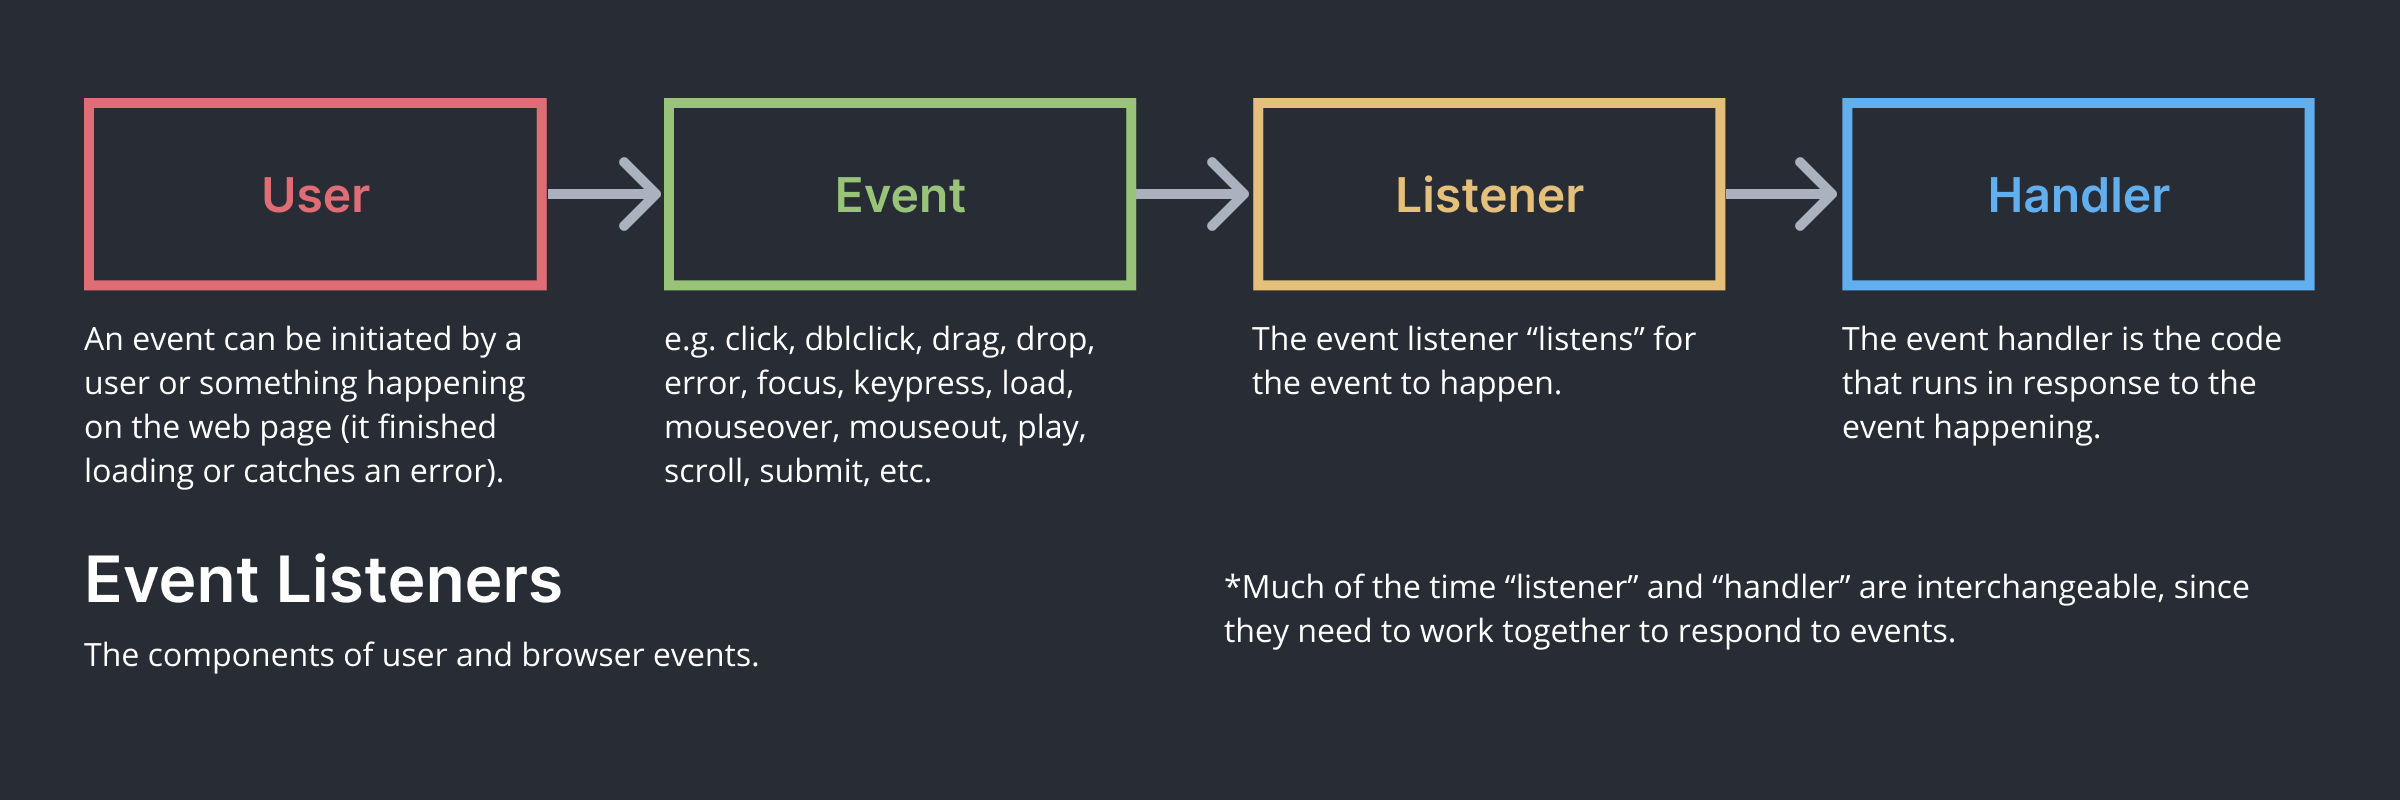 User
Event
Listener
Handler
An event can be initiated by a
user or something happening
on the web page (it finished
loading or catches an error).
e.g. click, dblclick, drag, drop,
error, focus, keypress, load,
mouseover, mouseout, play,
scroll, submit, etc.
The event listener “listens” for
the event to happen.
The event handler is the code
that runs in response to the
event happening.
Event Listeners
The components of user and browser events.
*Much of the time “listener” and “handler” are interchangeable, since
they need to work together to respond to events.